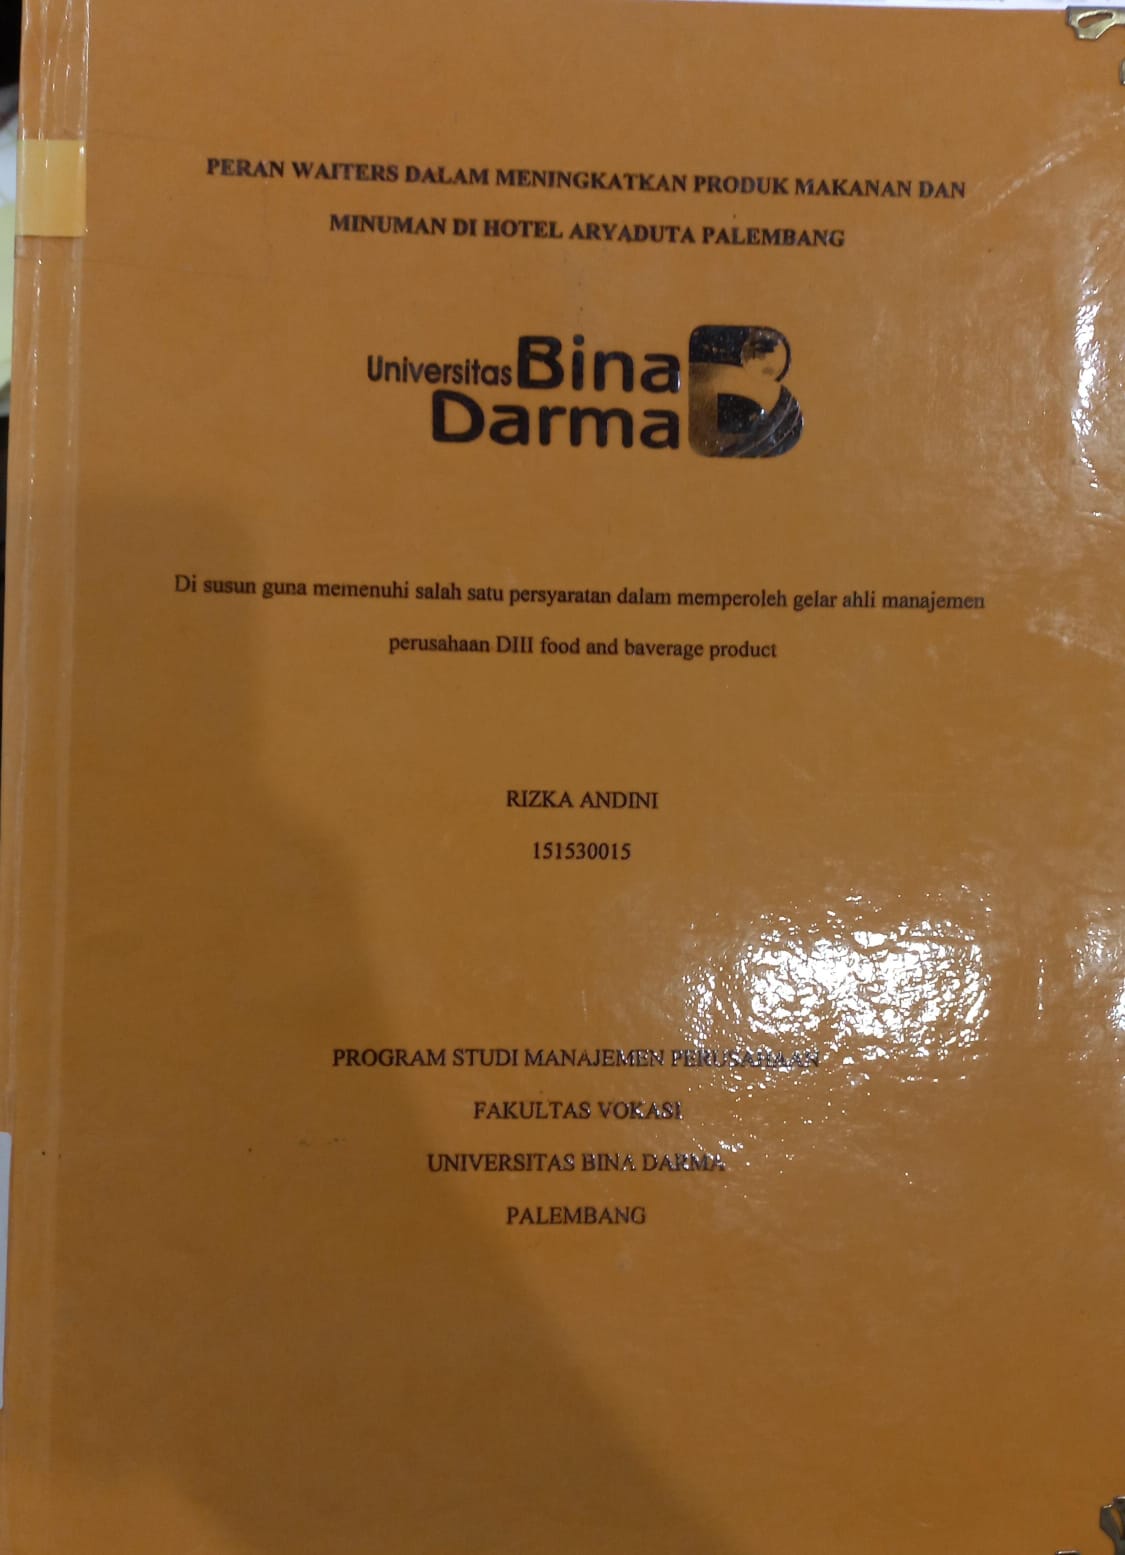 PERAN WAITERS DALAM MENINGKATKAN PRODUK MAKANAN DAN
MINUMAN DI HOTEL ARYADUTA PALEMBANG
Universitas Bina
Darma
Di susun guna memenuhi salah satu persyaratan dalam memperoleh gelar ahli manajemen
perusahaan DIII food and baverage product
RIZKA ANDINI
151530015
PROGRAM STUDI MANAJEMEN PERUSAHAAN
FAKULTAS VOKASI
UNIVERSITAS BINA DARMA
PALEMBANG